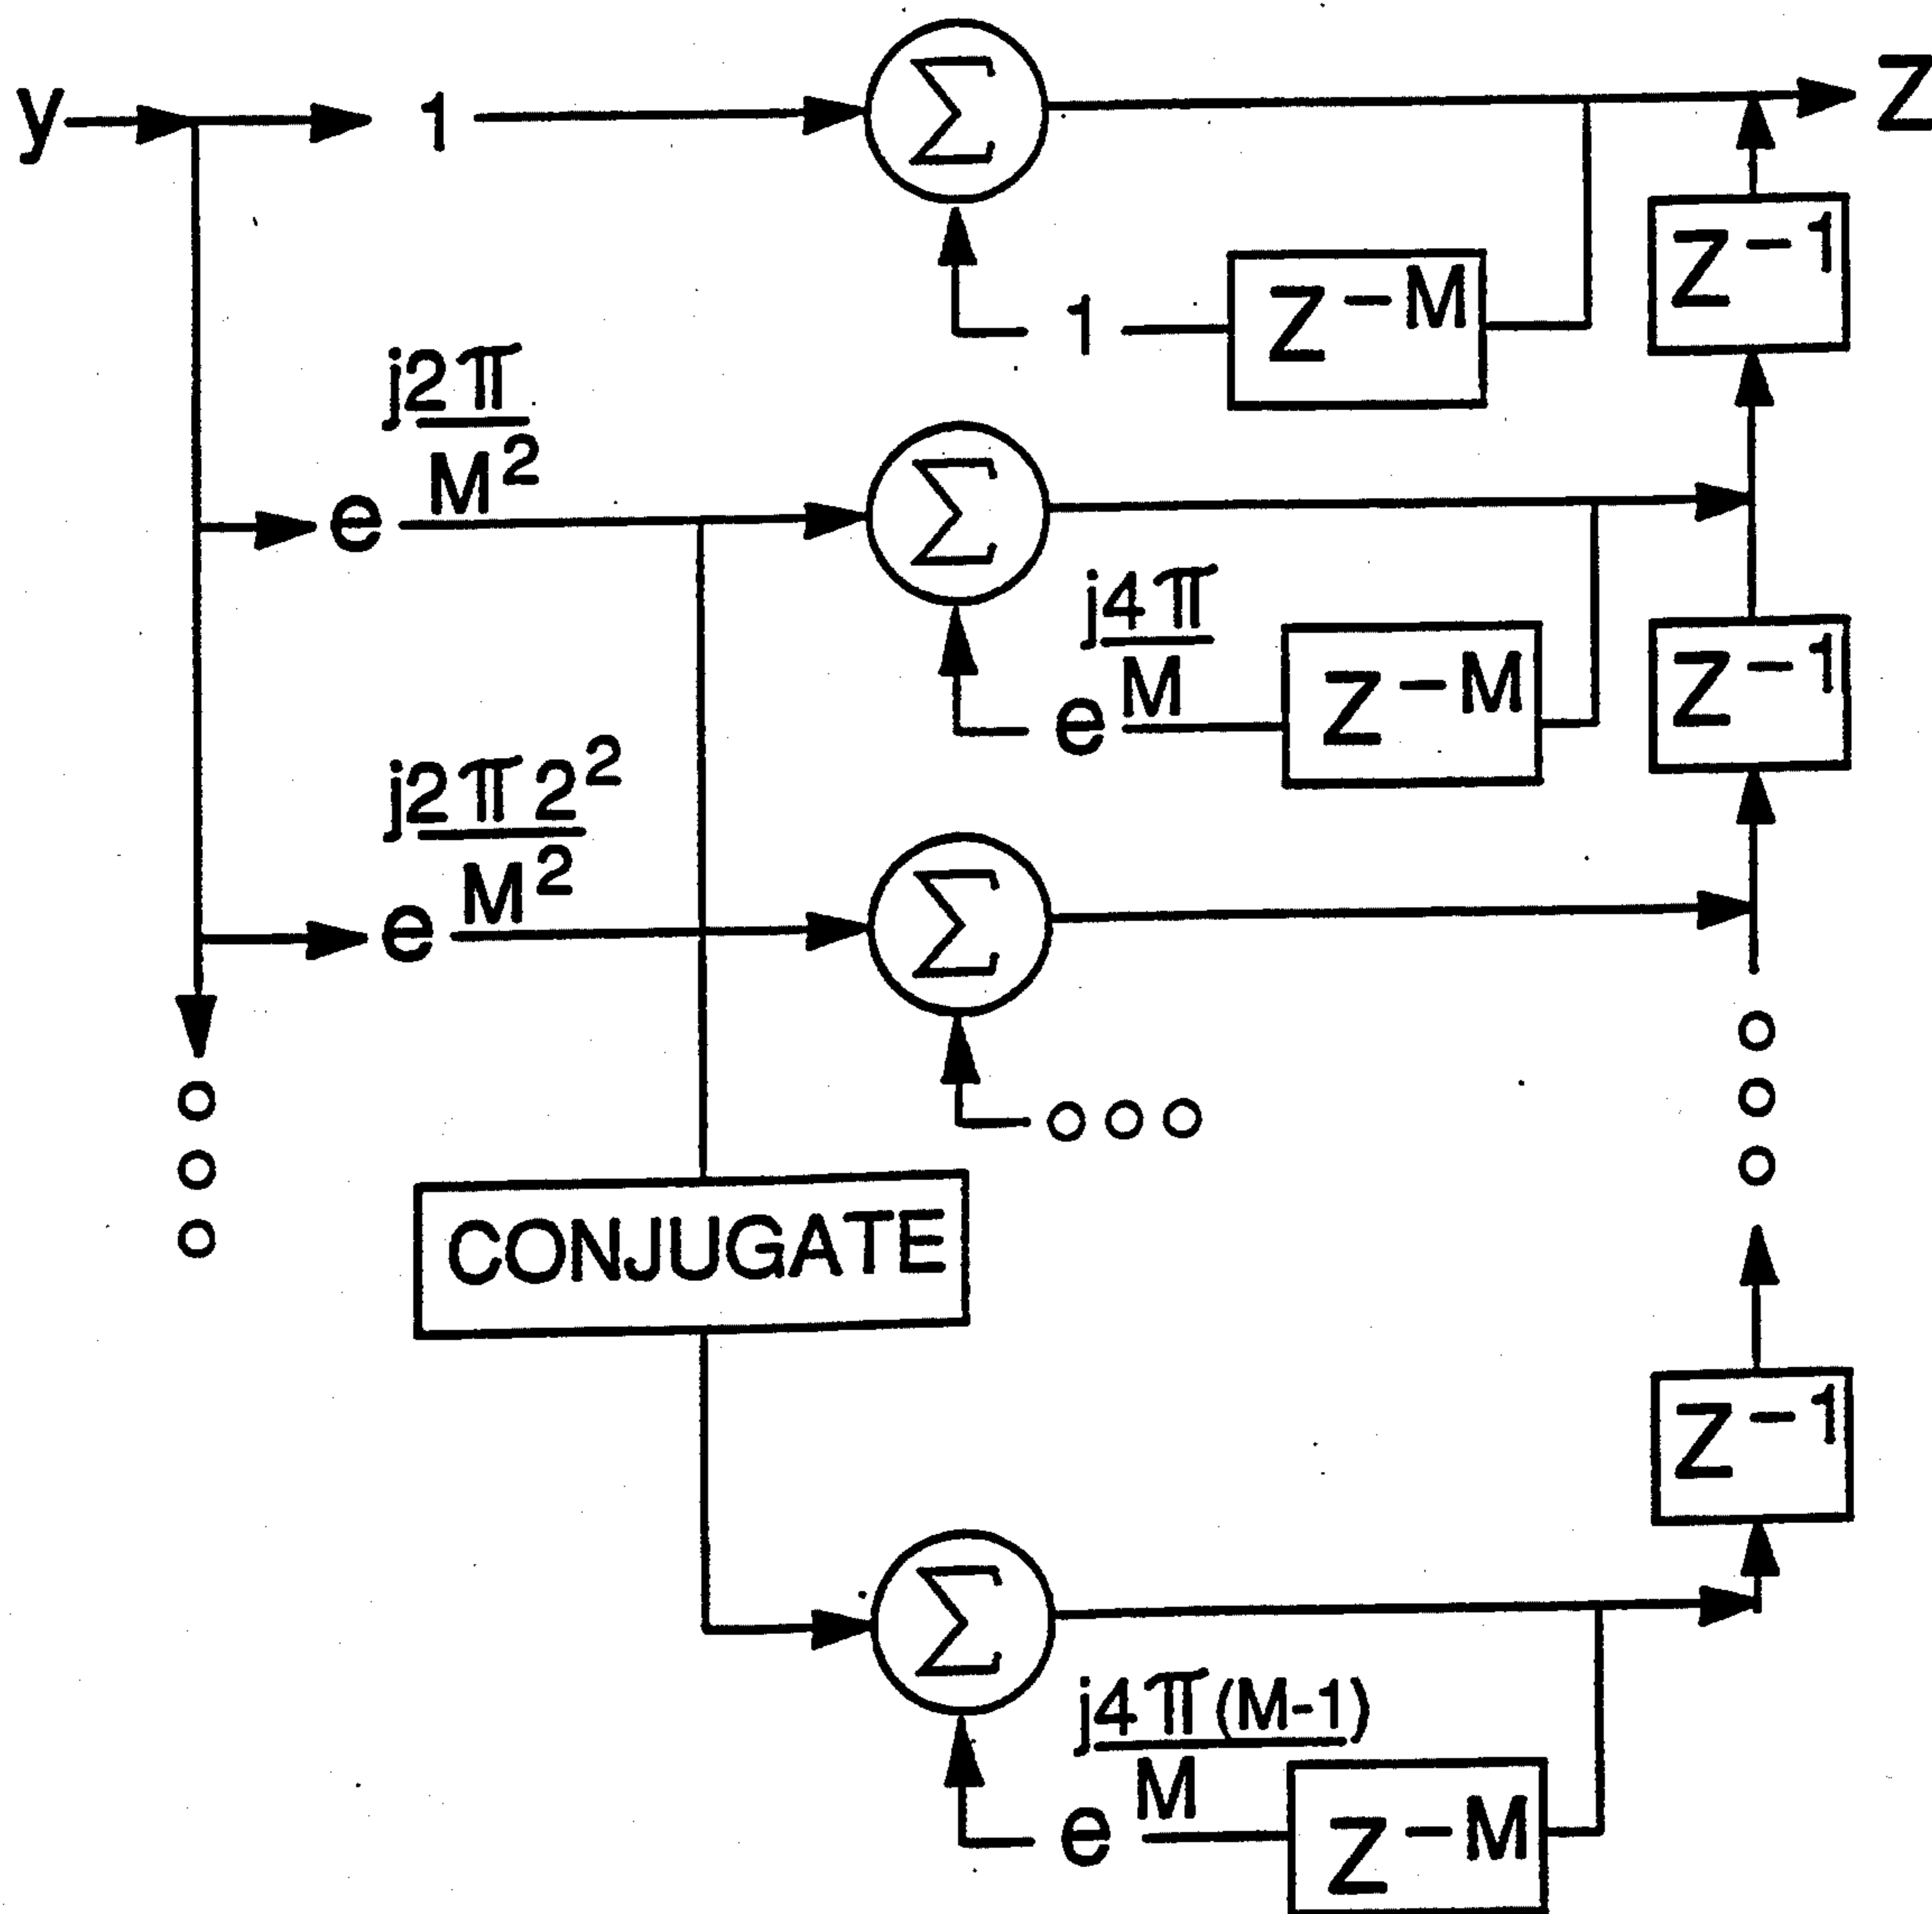 y 1 Σ Z
Z⁻¹
1 Z⁻ᴹ
j2π
M²
e Σ
j4π
M
e Z⁻ᴹ
Z⁻¹
j2π2²
M²
e Σ
CONJUGATE
Z⁻¹
Σ
j4π(M-1)
M
e Z⁻ᴹ